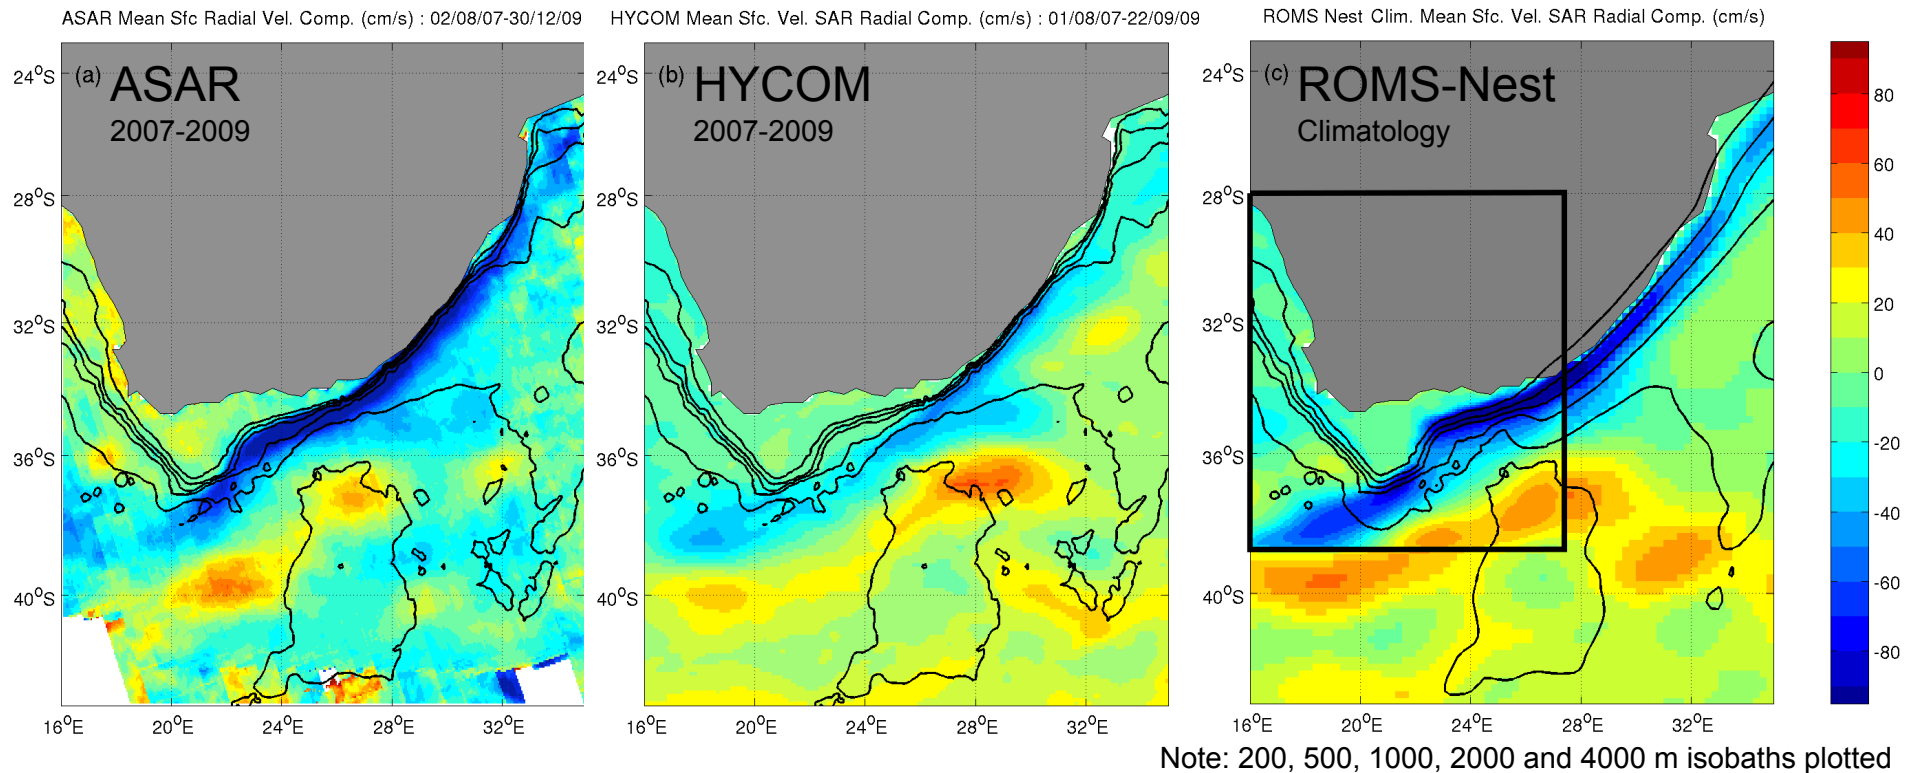 ASAR Mean Sfc Radial Vel. Comp. (cm/s) : 02/08/07-30/12/09
HYCOM Mean Sfc. Vel. SAR Radial Comp. (cm/s) : 01/08/07-22/09/09
ROMS Nest Clim. Mean Sfc. Vel. SAR Radial Comp. (cm/s)
(a) ASAR
2007-2009
(b) HYCOM
2007-2009
(c) ROMS-Nest
Climatology
24°S
28°S
32°S
36°S
40°S
16°E 20°E 24°E 28°E 32°E
24°S
28°S
32°S
36°S
40°S
16°E 20°E 24°E 28°E 32°E
24°S
28°S
32°S
36°S
40°S
16°E 20°E 24°E 28°E 32°E
80
60
40
20
0
-20
-40
-60
-80
Note: 200, 500, 1000, 2000 and 4000 m isobaths plotted